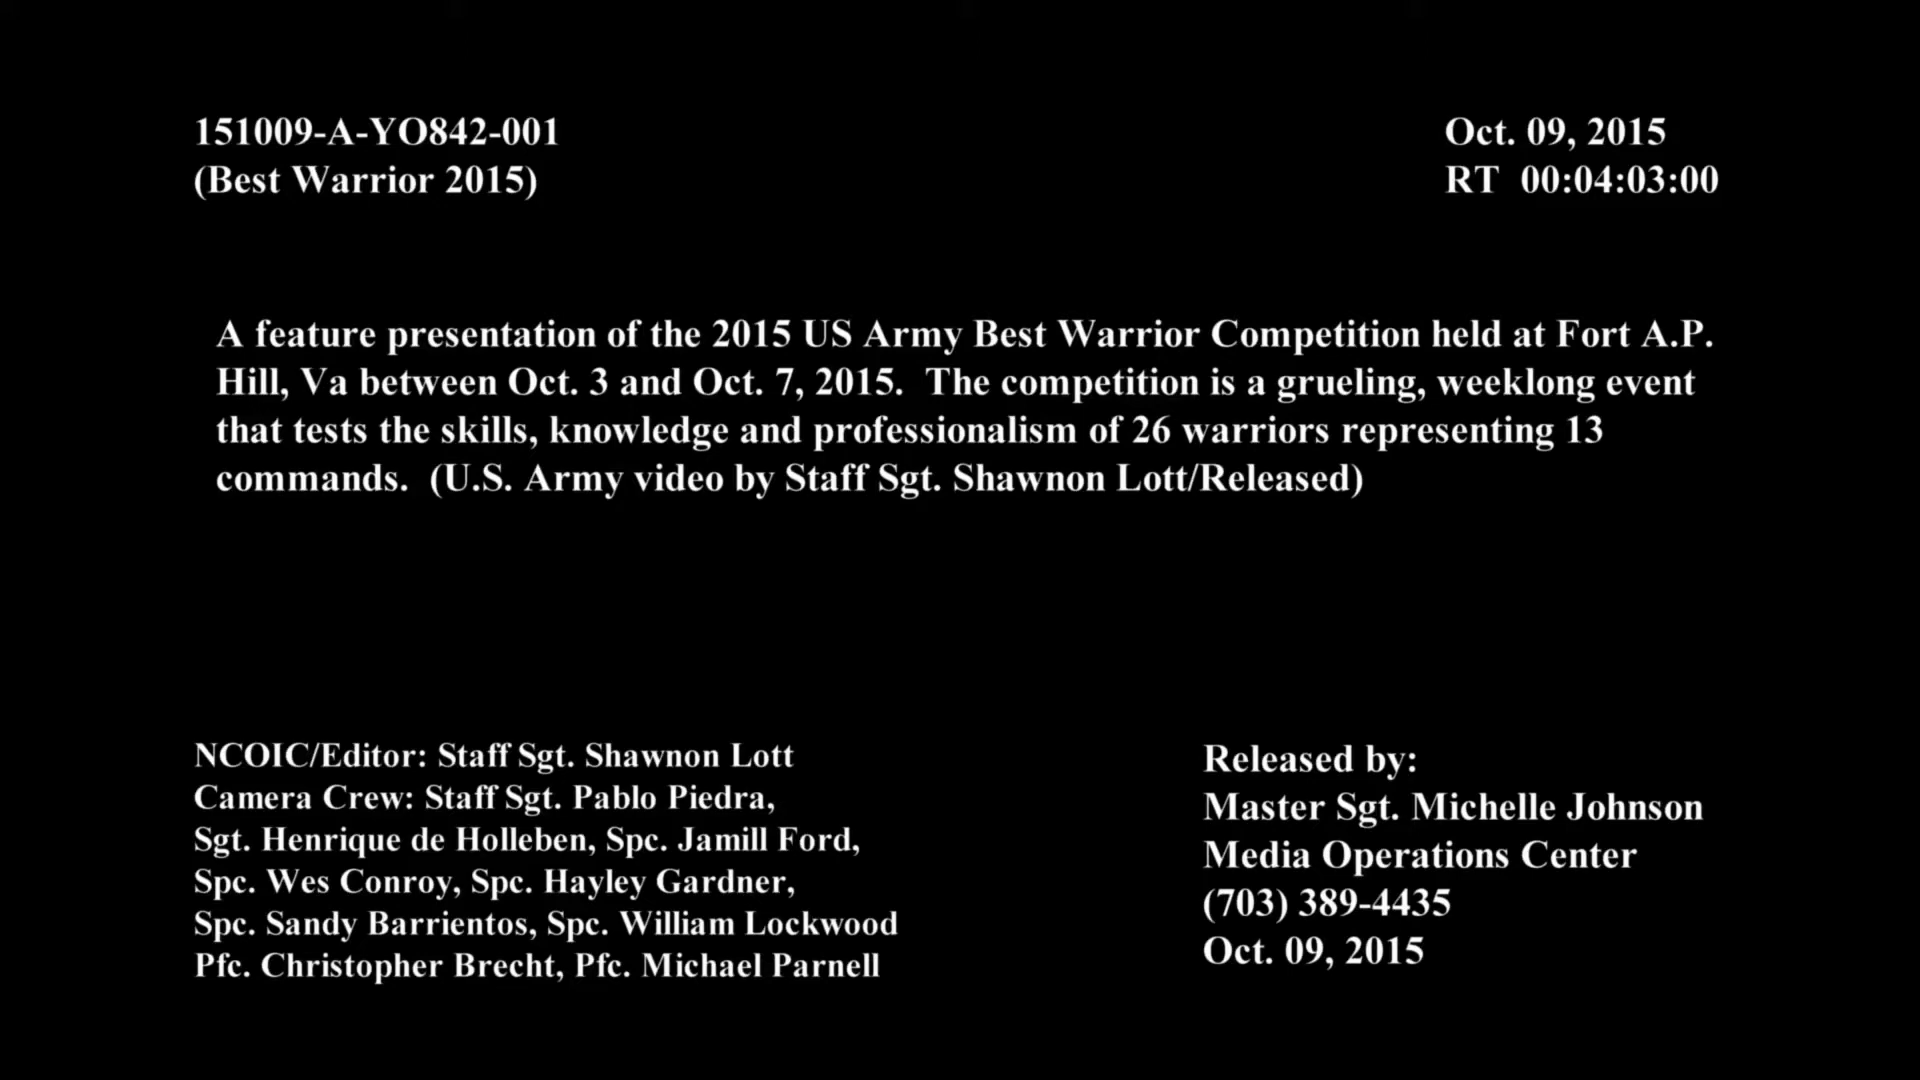 151009-A-YO842-001
(Best Warrior 2015)
Oct. 09, 2015
RT  00:04:03:00
A feature presentation of the 2015 US Army Best Warrior Competition held at Fort A.P.
Hill, Va between Oct. 3 and Oct. 7, 2015.  The competition is a grueling, weeklong event
that tests the skills, knowledge and professionalism of 26 warriors representing 13
commands.  (U.S. Army video by Staff Sgt. Shawnon Lott/Released)
NCOIC/Editor: Staff Sgt. Shawnon Lott
Camera Crew: Staff Sgt. Pablo Piedra,
Sgt. Henrique de Holleben, Spc. Jamill Ford,
Spc. Wes Conroy, Spc. Hayley Gardner,
Spc. Sandy Barrientos, Spc. William Lockwood
Pfc. Christopher Brecht, Pfc. Michael Parnell
Released by:
Master Sgt. Michelle Johnson
Media Operations Center
(703) 389-4435
Oct. 09, 2015